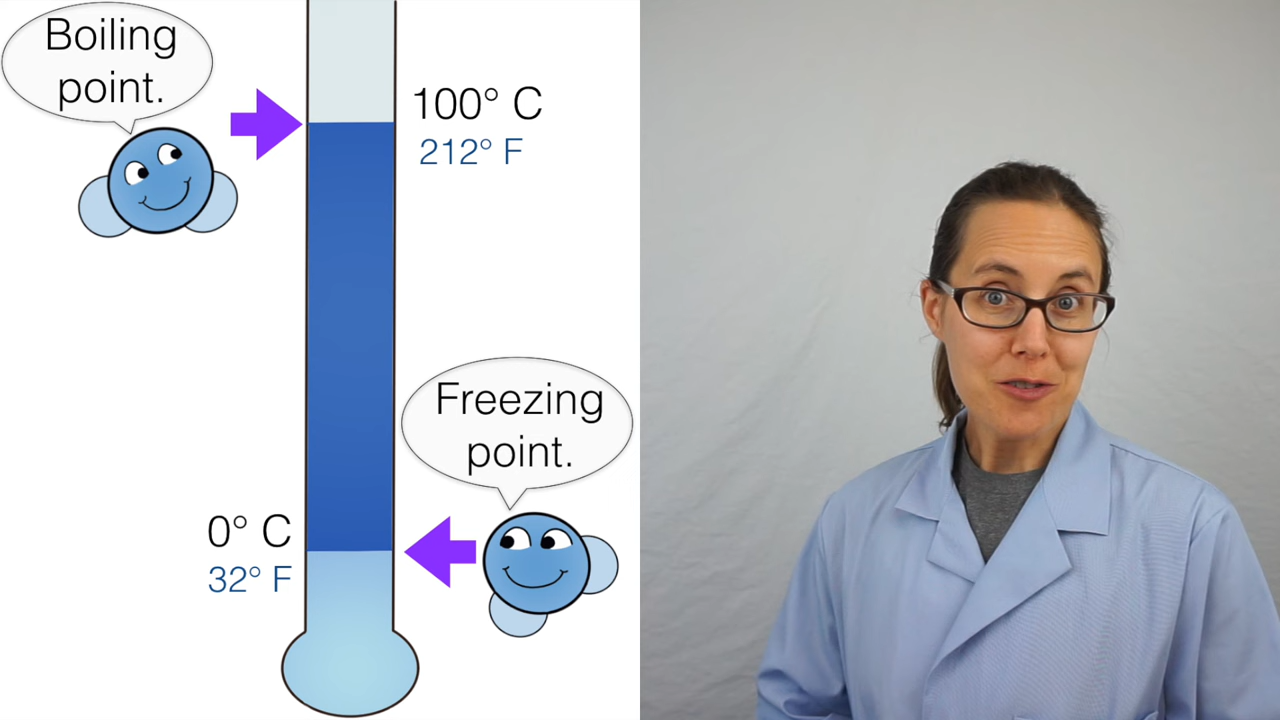 Boiling
point.
100° C
212° F
Freezing
point.
0° C
32° F